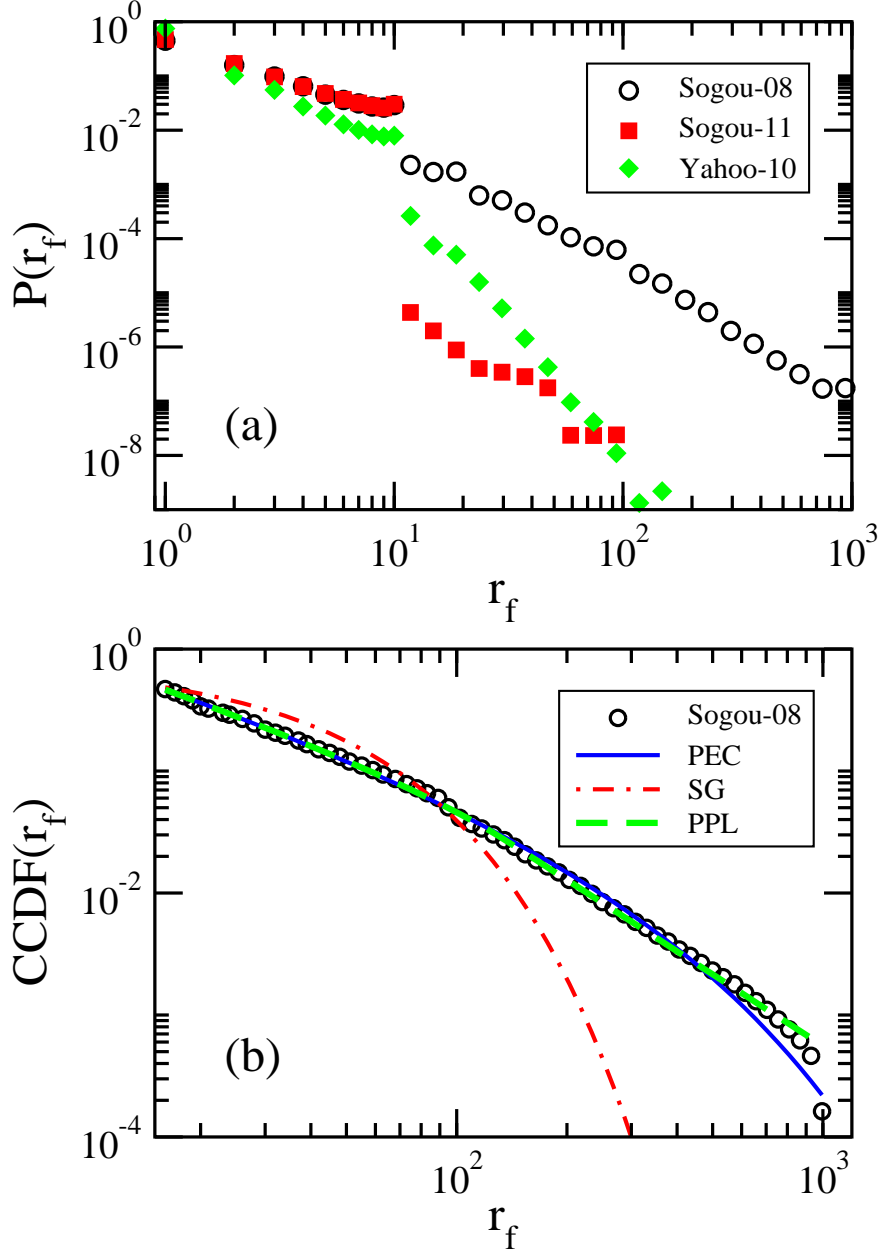 10^0
10^-2
10^-4
10^-6
10^-8
P(r_f)
Sogou-08
Sogou-11
Yahoo-10
(a)
10^0 10^1 10^2 10^3
r_f
10^0
10^-2
10^-4
CCDF(r_f)
Sogou-08
PEC
SG
PPL
(b)
10^2 10^3
r_f